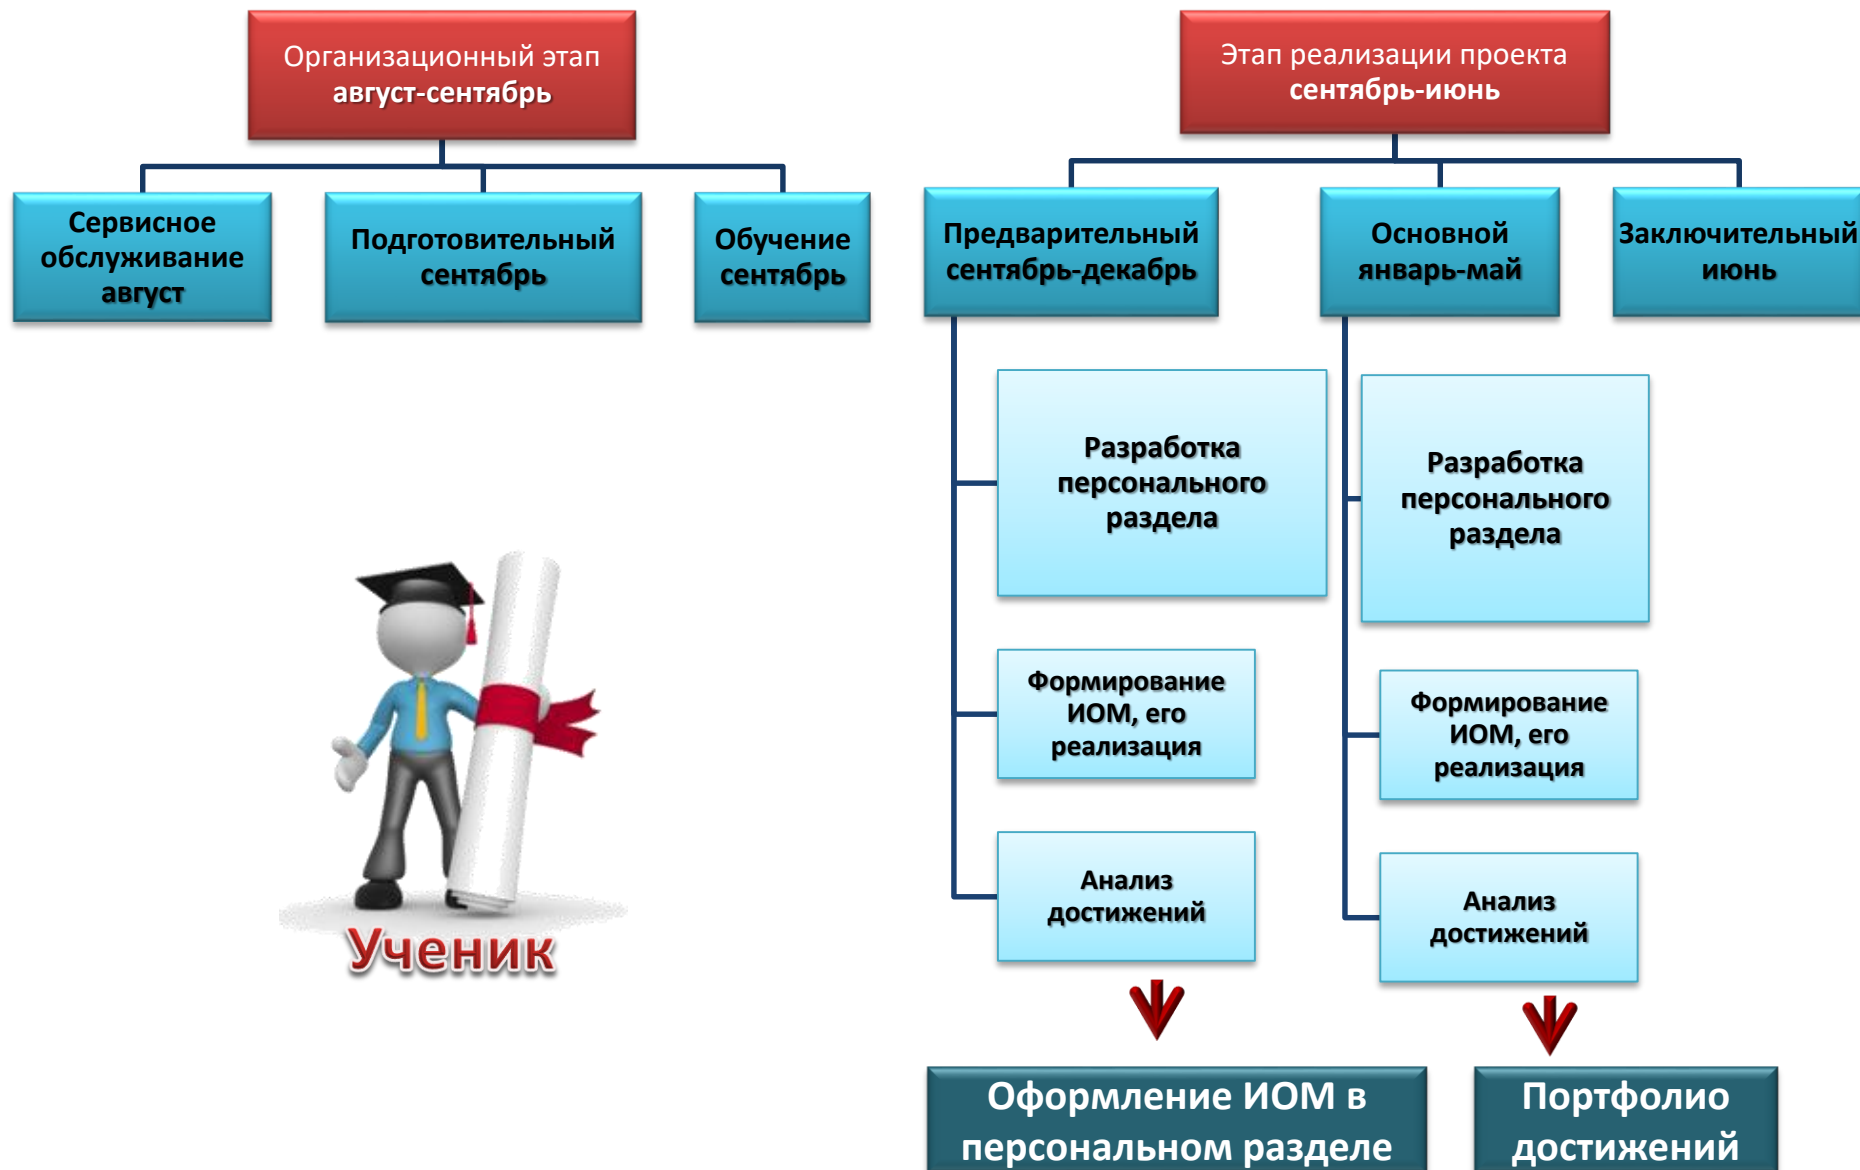 Организационный этап
август-сентябрь
Сервисное
обслуживание
август
Подготовительный
сентябрь
Обучение
сентябрь
Этап реализации проекта
сентябрь-июнь
Предварительный
сентябрь-декабрь
Основной
январь-май
Заключительный
июнь
Разработка
персонального
раздела
Формирование
ИОМ, его
реализация
Анализ
достижений
Разработка
персонального
раздела
Формирование
ИОМ, его
реализация
Анализ
достижений
Оформление ИОМ в
персональном разделе
Портфолио
достижений
Ученик